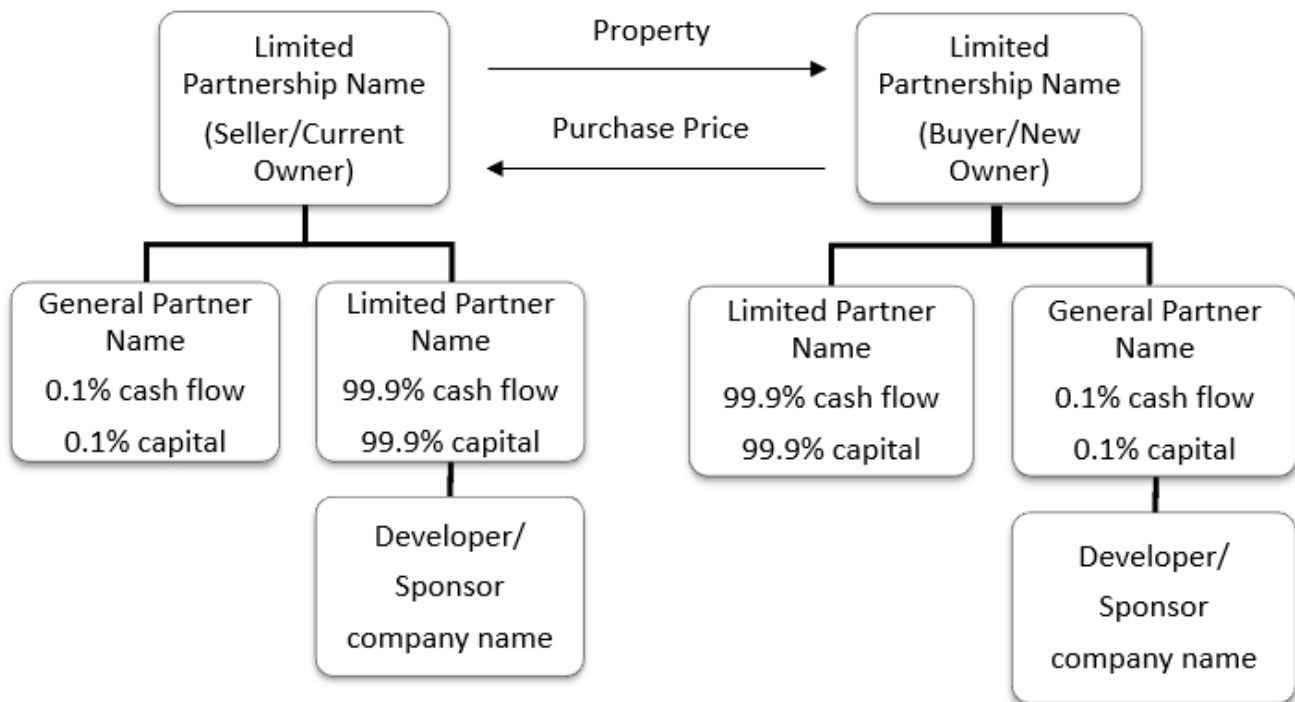 Limited
Partnership Name
(Seller/Current
Owner)
Property
Purchase Price
Limited
Partnership Name
(Buyer/New
Owner)
General Partner
Name
0.1% cash flow
0.1% capital
Limited Partner
Name
99.9% cash flow
99.9% capital
Developer/
Sponsor
company name
Limited Partner
Name
99.9% cash flow
99.9% capital
General Partner
Name
0.1% cash flow
0.1% capital
Developer/
Sponsor
company name